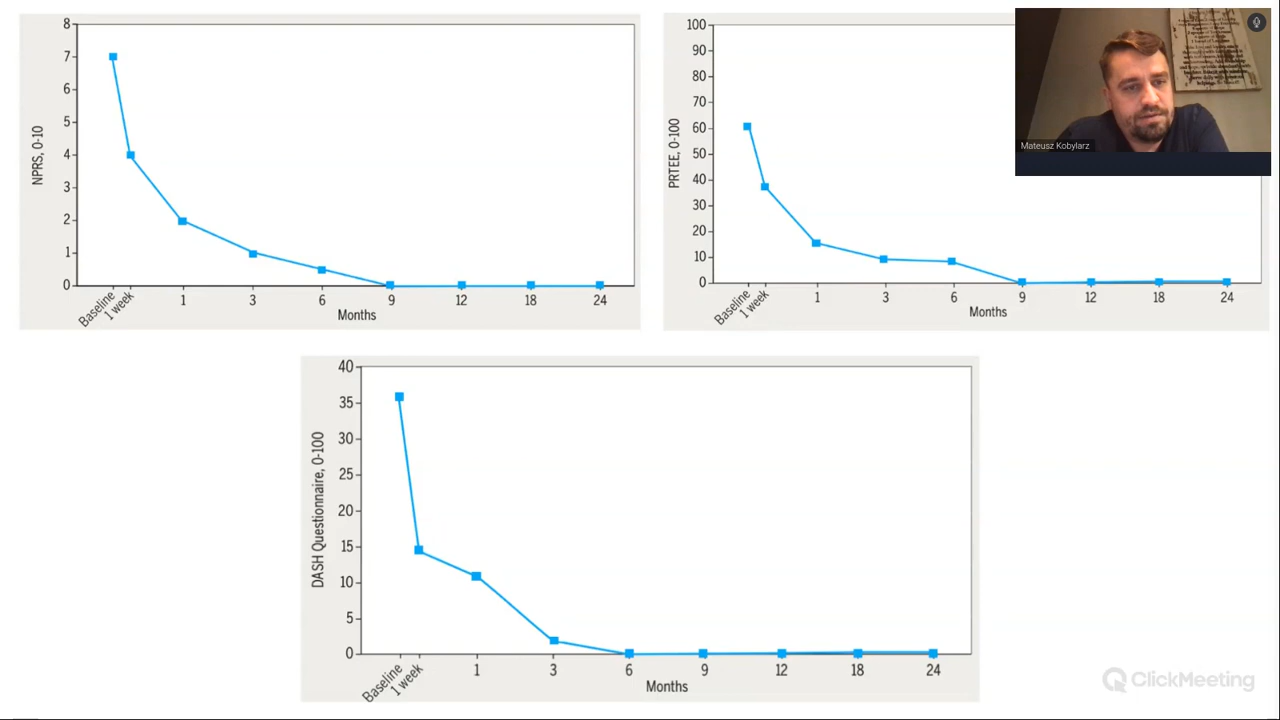 8
7
6
5
4
3
2
1
0
NPRS, 0-10
Baseline
1 week
1 3 6 9 12 18 24
Months
100
90
80
70
60
50
40
30
20
10
0
PRTEE, 0-100
Baseline
1 week
1 3 6 9 12 18 24
Months
Mateusz Kobylarz
40
35
30
25
20
15
10
5
0
DASH Questionnaire, 0-100
Baseline
1 week
1 3 6 9 12 18 24
Months
ClickMeeting